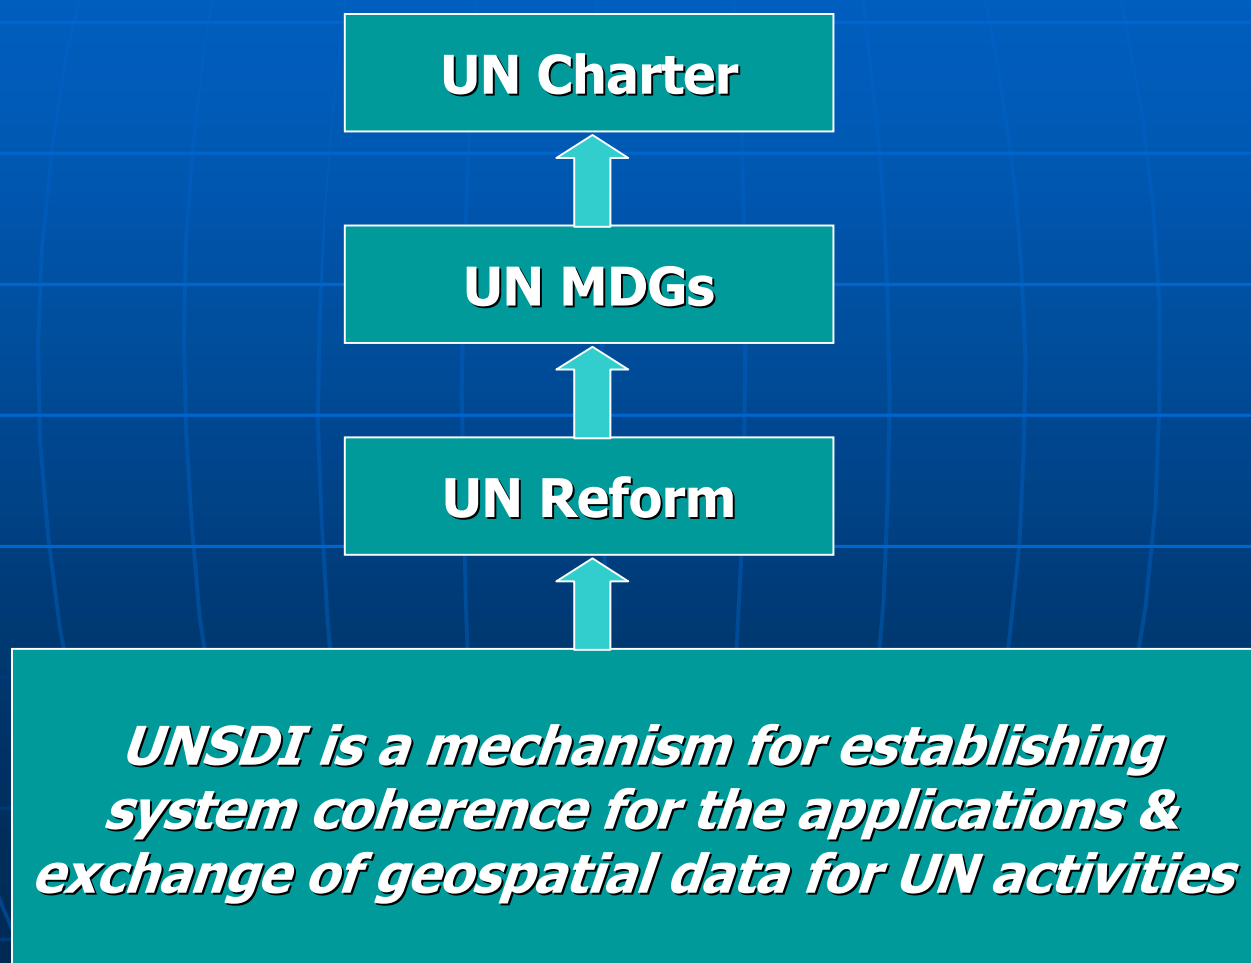 UN Charter
UN MDGs
UN Reform
UNSDI is a mechanism for establishing
system coherence for the applications &
exchange of geospatial data for UN activities